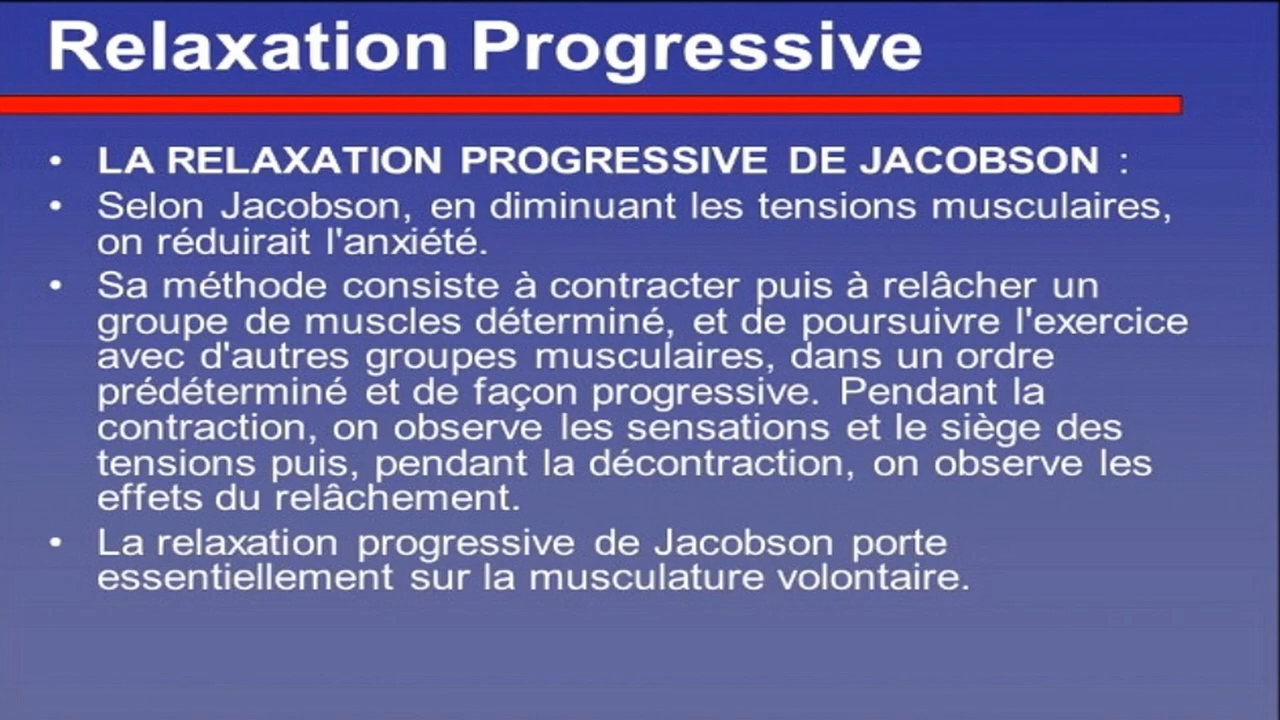 Relaxation Progressive
• LA RELAXATION PROGRESSIVE DE JACOBSON :
• Selon Jacobson, en diminuant les tensions musculaires,
on réduirait l'anxiété.
• Sa méthode consiste à contracter puis à relâcher un
groupe de muscles déterminé, et de poursuivre l'exercice
avec d'autres groupes musculaires, dans un ordre
prédéterminé et de façon progressive. Pendant la
contraction, on observe les sensations et le siège des
tensions puis, pendant la décontraction, on observe les
effets du relâchement.
• La relaxation progressive de Jacobson porte
essentiellement sur la musculature volontaire.